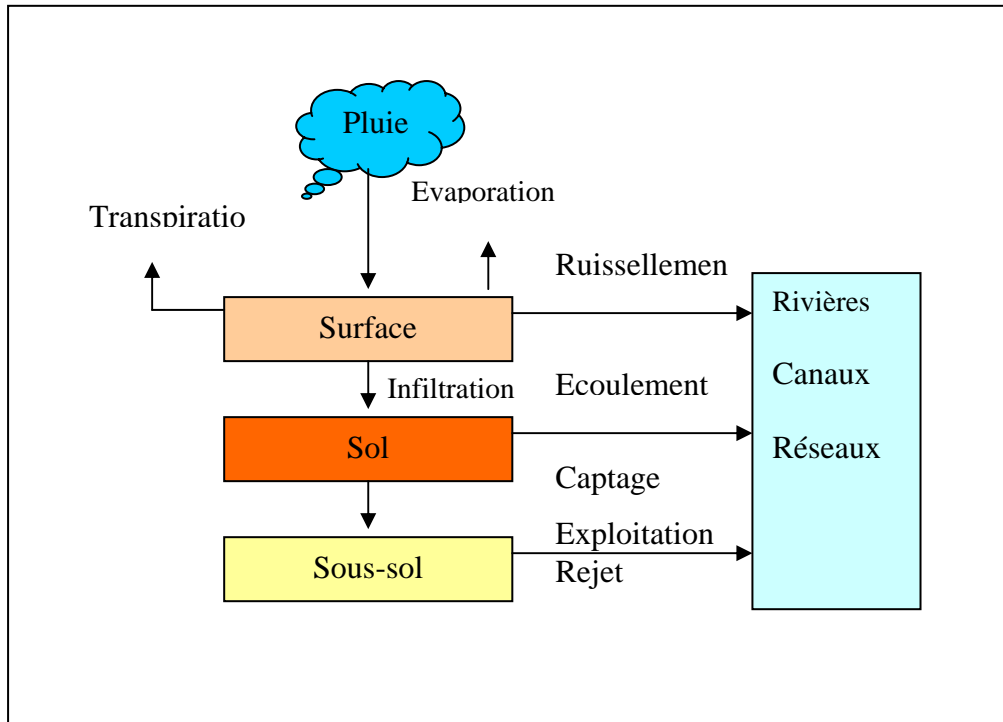 Pluie
Evaporation
Transpiratio
Ruissellemen
Rivières
Surface
Canaux
Infiltration
Ecoulement
Sol
Réseaux
Captage
Exploitation
Sous-sol
Rejet